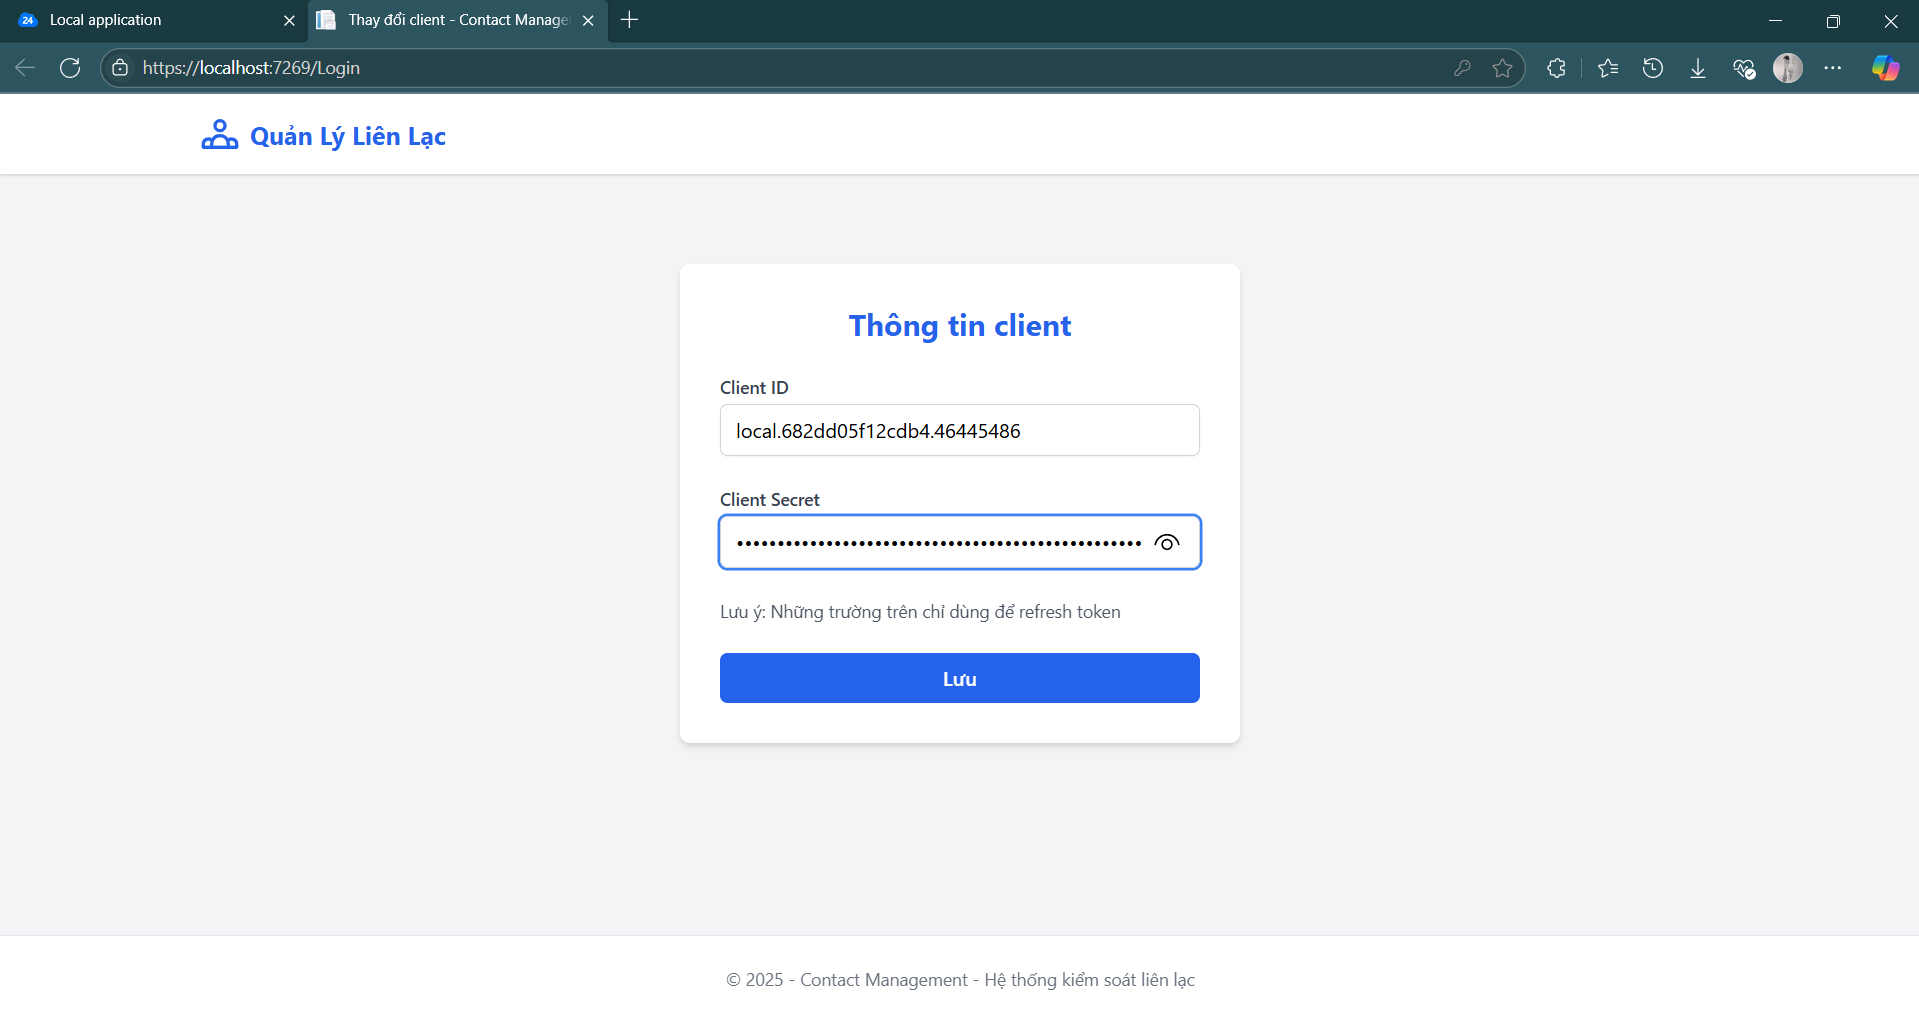 24 Local application
Thay đổi client - Contact Manage
https://localhost:7269/Login
Quản Lý Liên Lạc
Thông tin client
Client ID
local.682dd05f12cdb4.46445486
Client Secret
••••••••••••••••••••••••••••••••••••••••••••••••••
Lưu ý: Những trường trên chỉ dùng để refresh token
Lưu
© 2025 - Contact Management - Hệ thống kiểm soát liên lạc